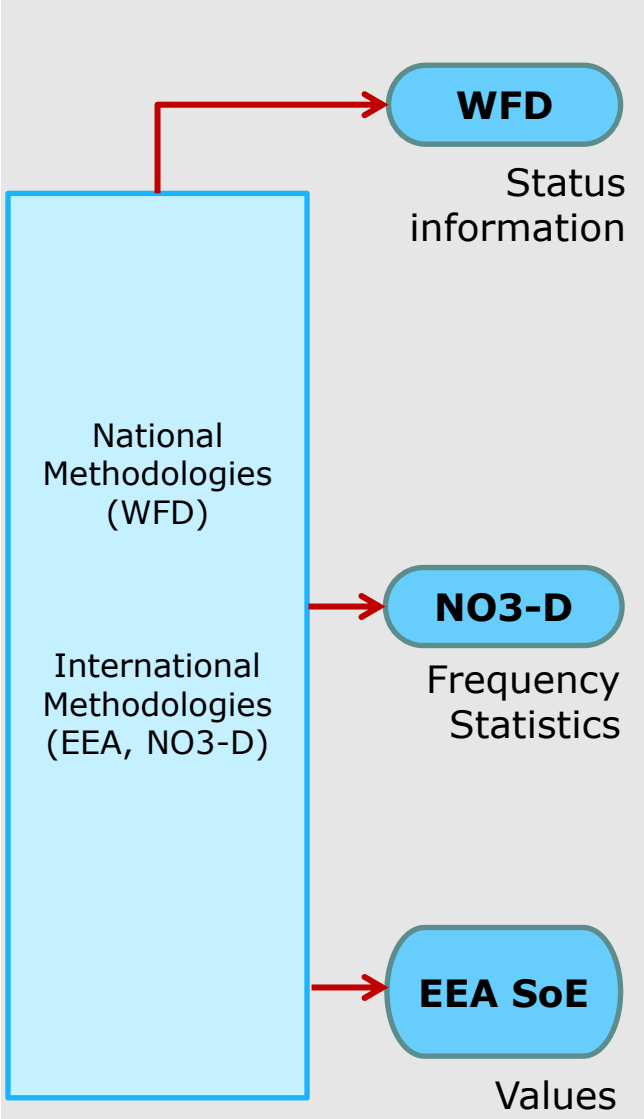 WFD
Status
information
National
Methodologies
(WFD)
International
Methodologies
(EEA, NO3-D)
NO3-D
Frequency
Statistics
EEA SoE
Values